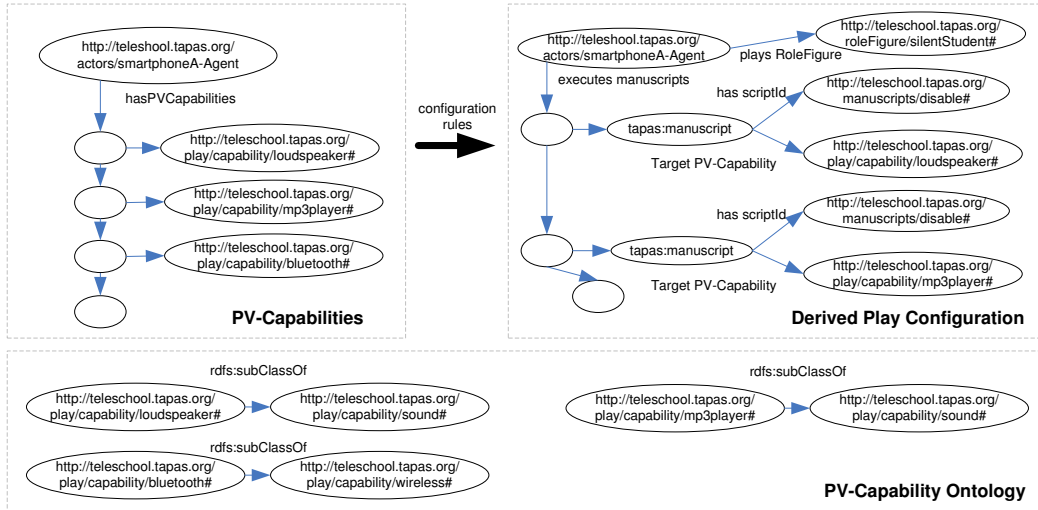 http://teleshool.tapas.org/
actors/smartphoneA-Agent
hasPVCapabilities
http://teleschool.tapas.org/
play/capability/loudspeaker#
http://teleschool.tapas.org/
play/capability/mp3player#
http://teleschool.tapas.org/
play/capability/bluetooth#
PV-Capabilities
configuration
rules
http://teleshool.tapas.org/
actors/smartphoneA-Agent
plays RoleFigure
http://teleschool.tapas.org/
roleFigure/silentStudent#
executes manuscripts
has scriptId
http://teleschool.tapas.org/
manuscripts/disable#
tapas:manuscript
Target PV-Capability
http://teleschool.tapas.org/
play/capability/loudspeaker#
has scriptId
http://teleschool.tapas.org/
manuscripts/disable#
tapas:manuscript
Target PV-Capability
http://teleschool.tapas.org/
play/capability/mp3player#
Derived Play Configuration
rdfs:subClassOf
http://teleschool.tapas.org/
play/capability/loudspeaker#
http://teleschool.tapas.org/
play/capability/sound#
rdfs:subClassOf
http://teleschool.tapas.org/
play/capability/bluetooth#
http://teleschool.tapas.org/
play/capability/wireless#
rdfs:subClassOf
http://teleschool.tapas.org/
play/capability/mp3player#
http://teleschool.tapas.org/
play/capability/sound#
PV-Capability Ontology